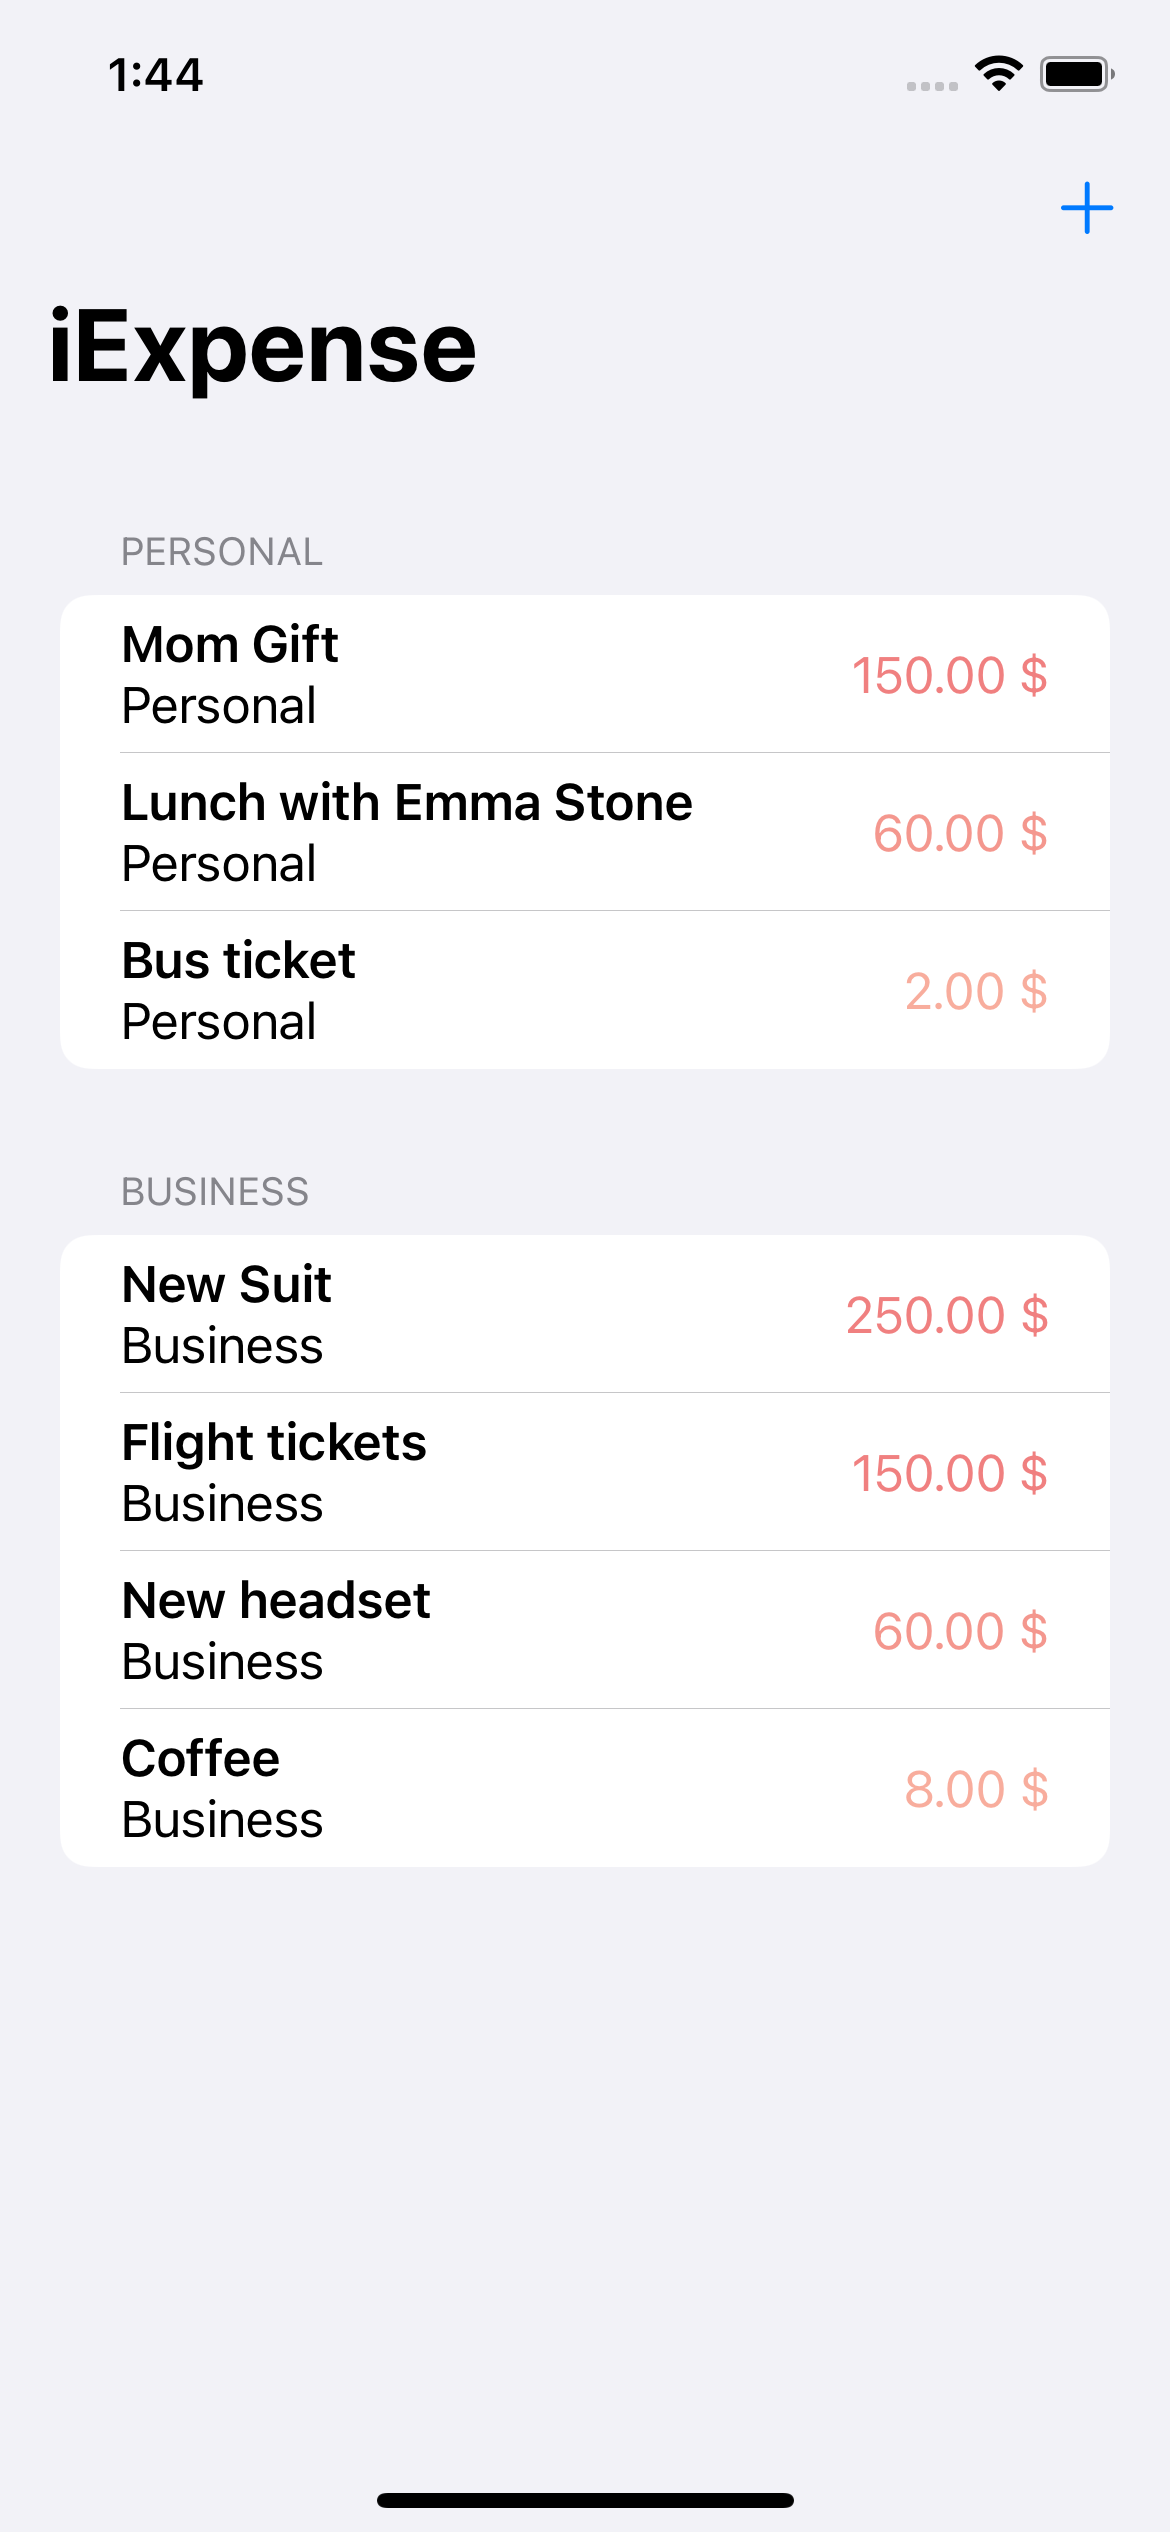 1:44
iExpense
PERSONAL
Mom Gift
Personal
150.00 $
Lunch with Emma Stone
Personal
60.00 $
Bus ticket
Personal
2.00 $
BUSINESS
New Suit
Business
250.00 $
Flight tickets
Business
150.00 $
New headset
Business
60.00 $
Coffee
Business
8.00 $